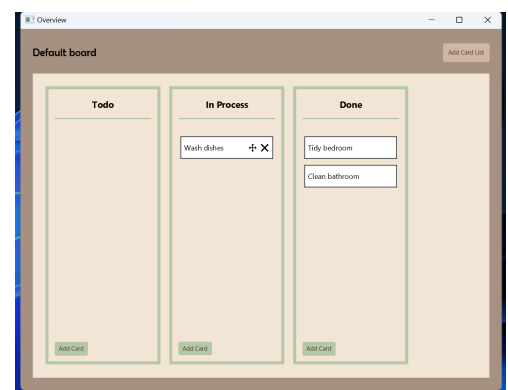 Overview
Default board
Add Card List
Todo
In Process
Done
Wash dishes
Tidy bedroom
Clean bathroom
Add Card
Add Card
Add Card